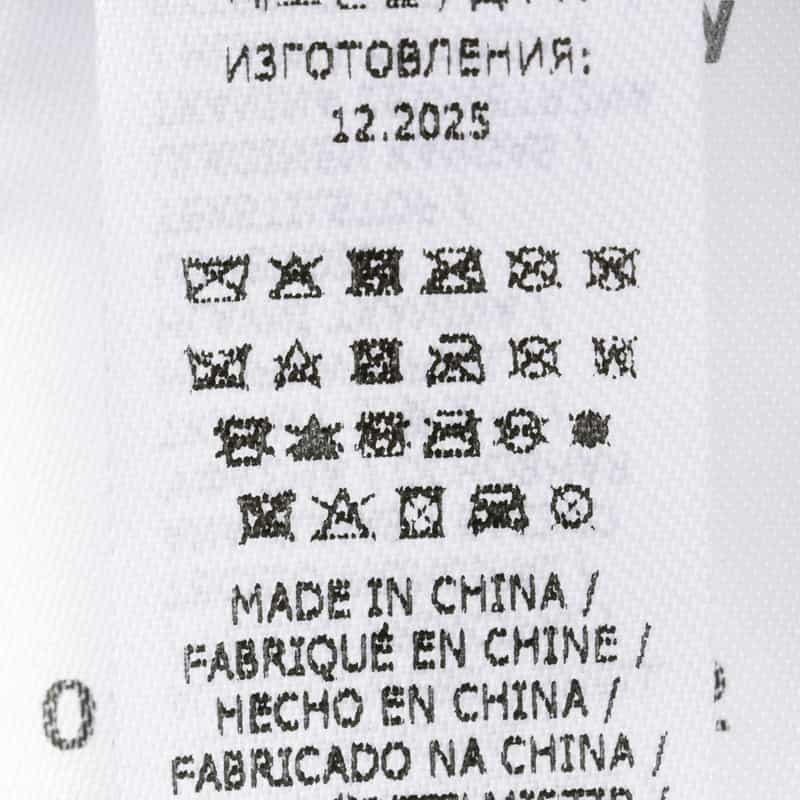 ИЗГОТОВЛЕНИЯ:
12.2025
MADE IN CHINA /
FABRIQUÉ EN CHINE /
HECHO EN CHINA /
FABRICADO NA CHINA /